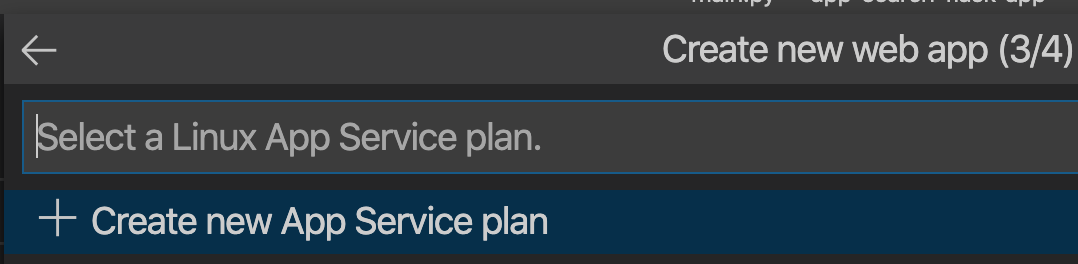 Create new web app (3/4)
Select a Linux App Service plan.
Create new App Service plan